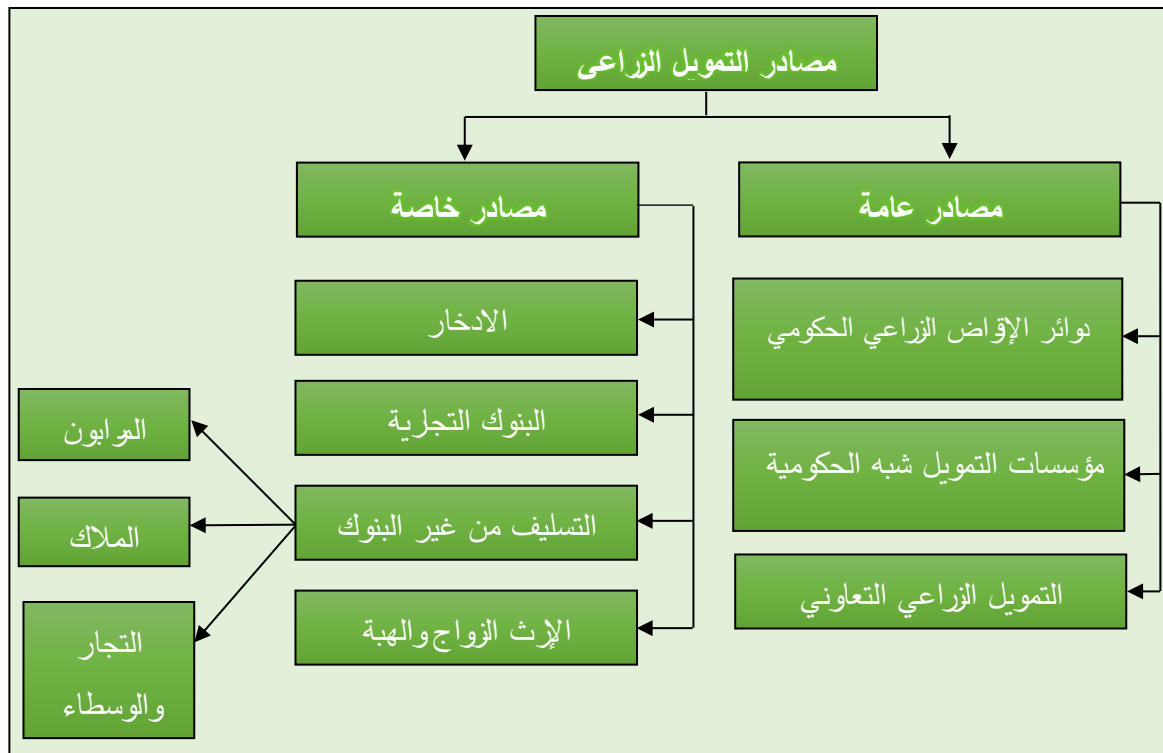 مصادر التمويل الزراعي
مصادر عامة
دوائر الإقراض الزراعي الحكومي
مؤسسات التمويل شبه الحكومية
التمويل الزراعي التعاوني
مصادر خاصة
الادخار
البنوك التجارية
التسليف من غير البنوك
الإرث الزواج والهبة
المرابون
الملاك
التجار
والوسطاء